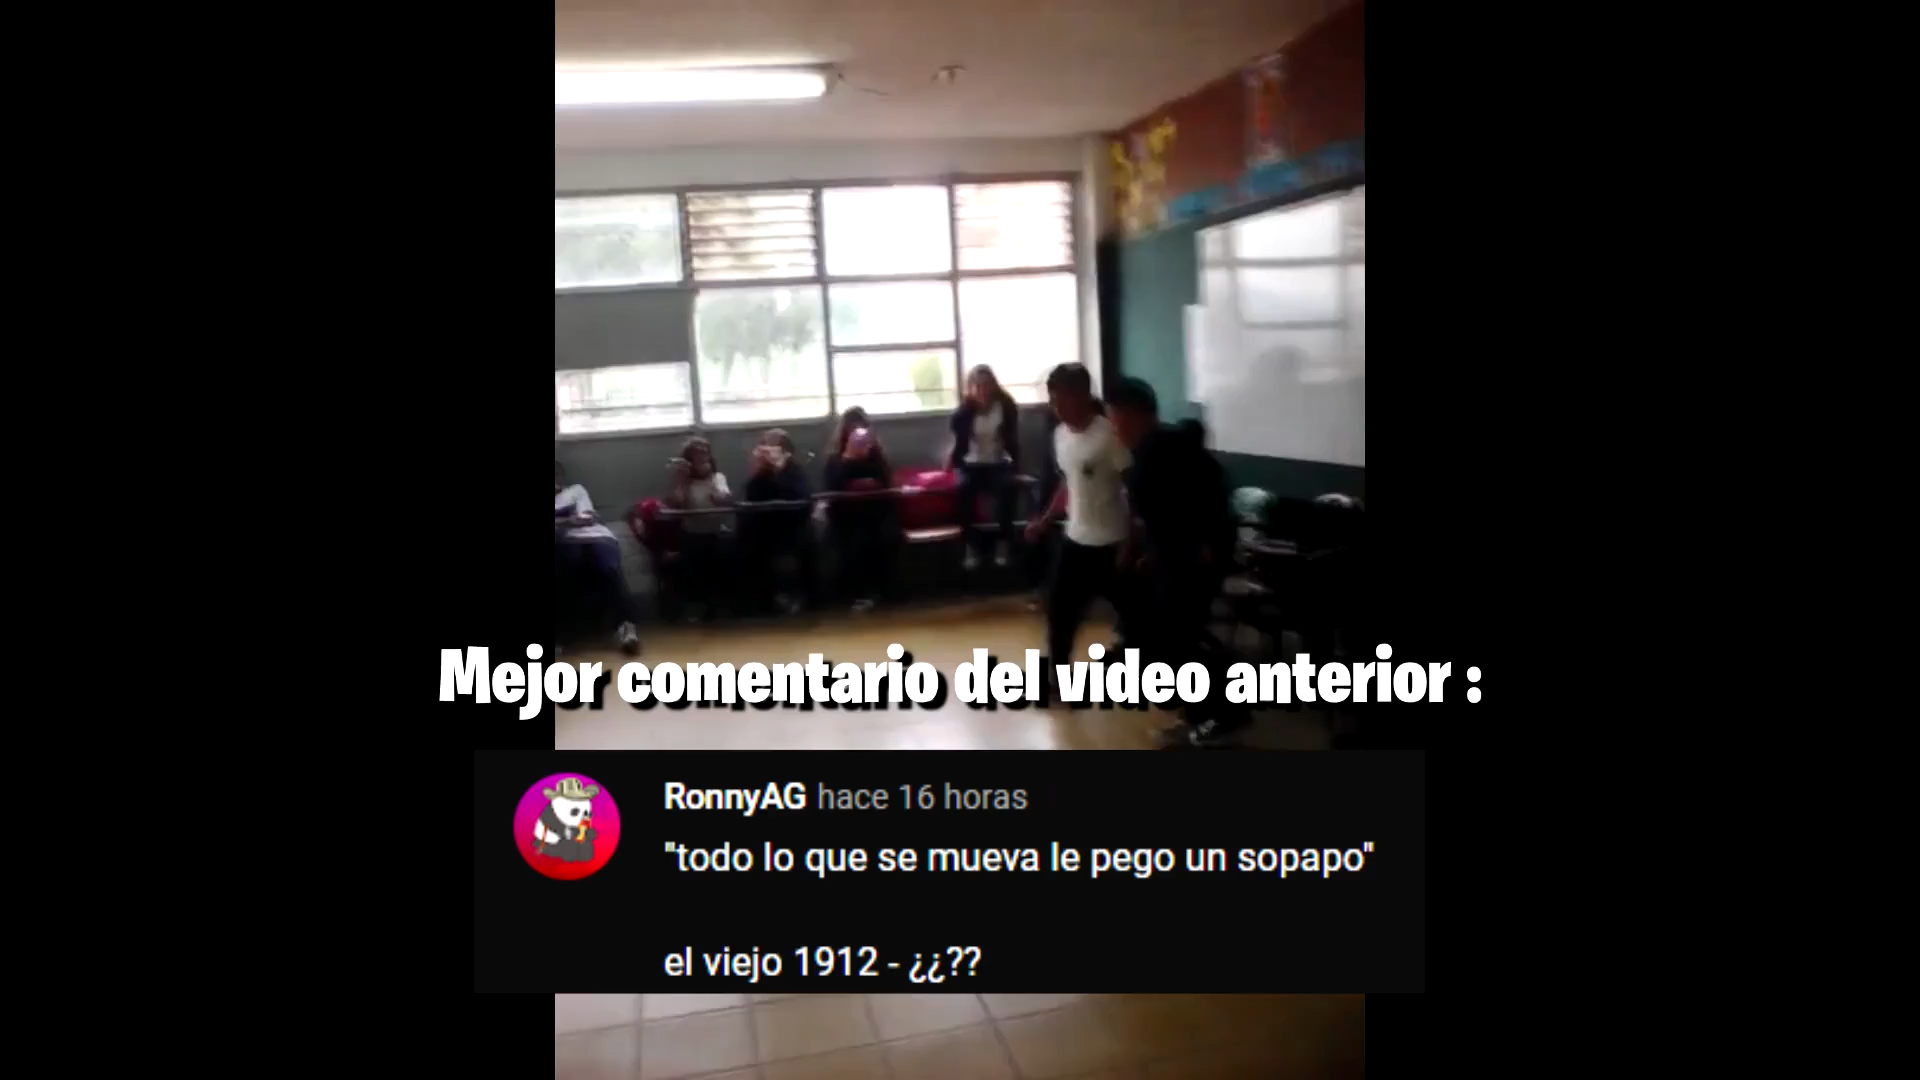 Mejor comentario del video anterior :
RonnyAG hace 16 horas
"todo lo que se mueva le pego un sopapo"
el viejo 1912 - ¿¿??